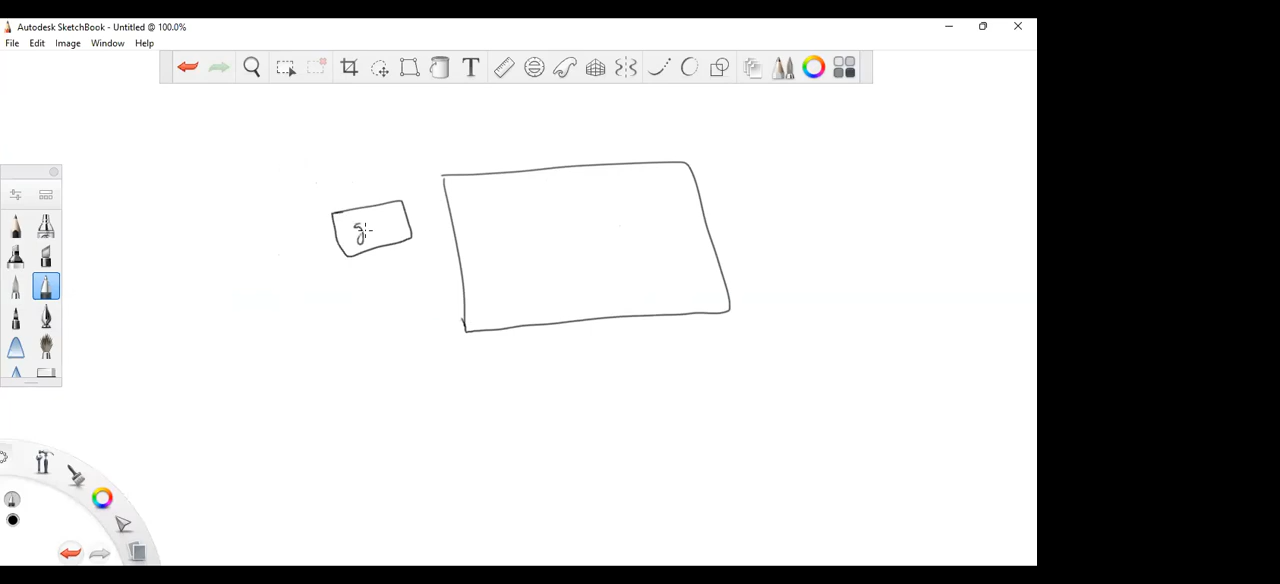 Autodesk SketchBook - Untitled @ 100.0%
File Edit Image Window Help
T
g